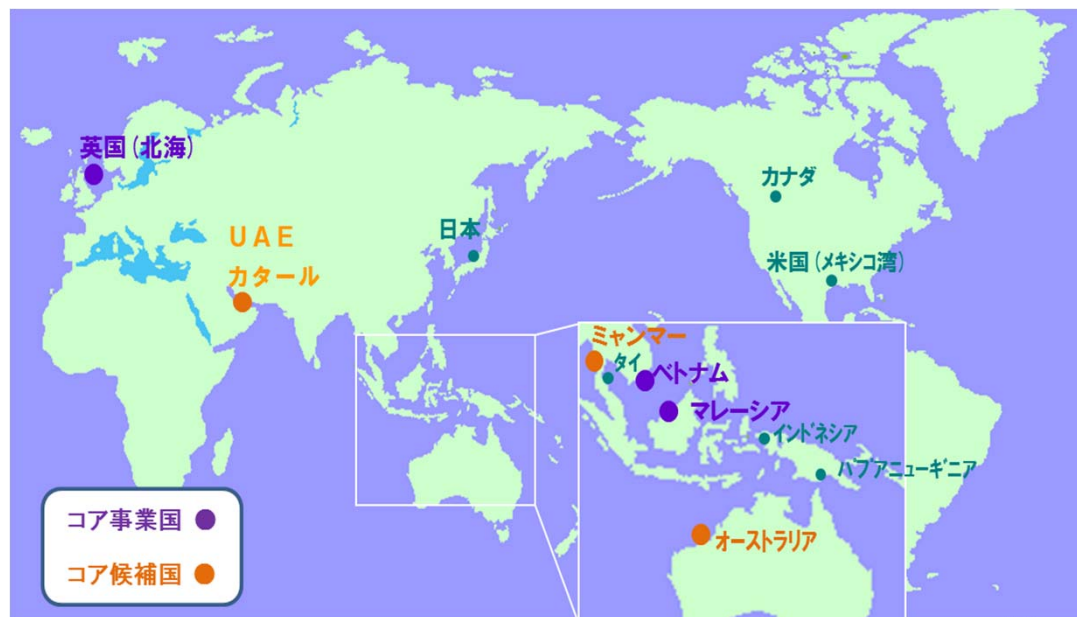 英国(北海)
UAE
カタール
日本
カナダ
米国(メキシコ湾)
ミャンマー
タイ
ベトナム
マレーシア
インドネシア
パプアニューギニア
オーストラリア
コア事業国
コア候補国